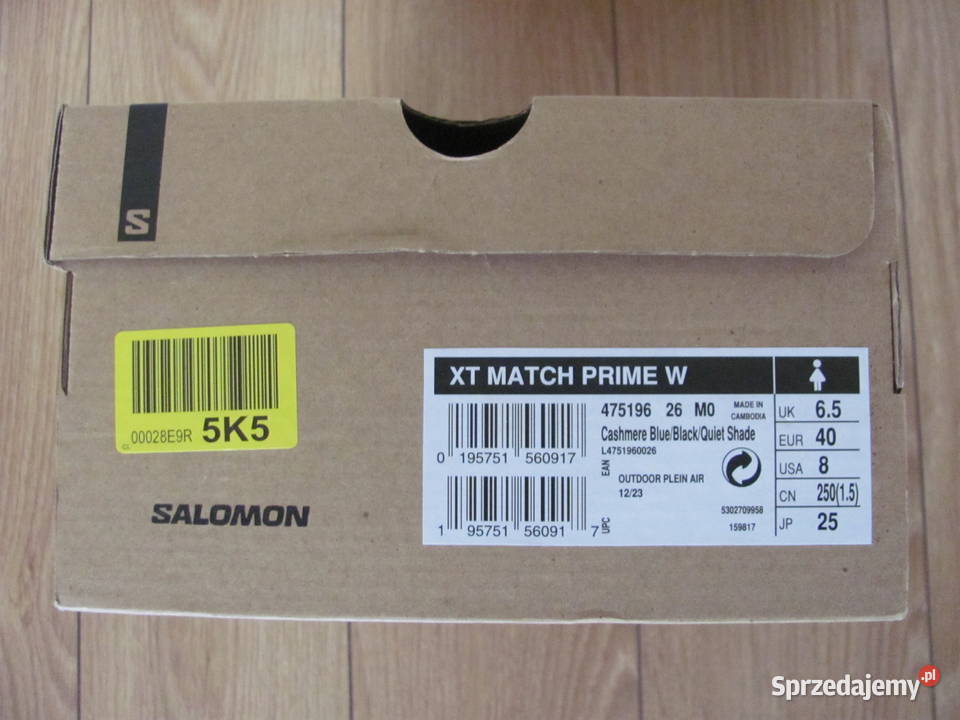 S
00028E9R 5K5
CL
SALOMON
XT MATCH PRIME W
475196 26 M0
MADE IN
CAMBODIA
Cashmere Blue/Black/Quiet Shade
L4751960026
0 195751 560917
EAN
OUTDOOR PLEIN AIR
12/23
1 95751 56091 7
UPC
5302709958
159817
UK 6.5
EUR 40
USA 8
CN 250(1.5)
JP 25
Sprzedajemy.pl